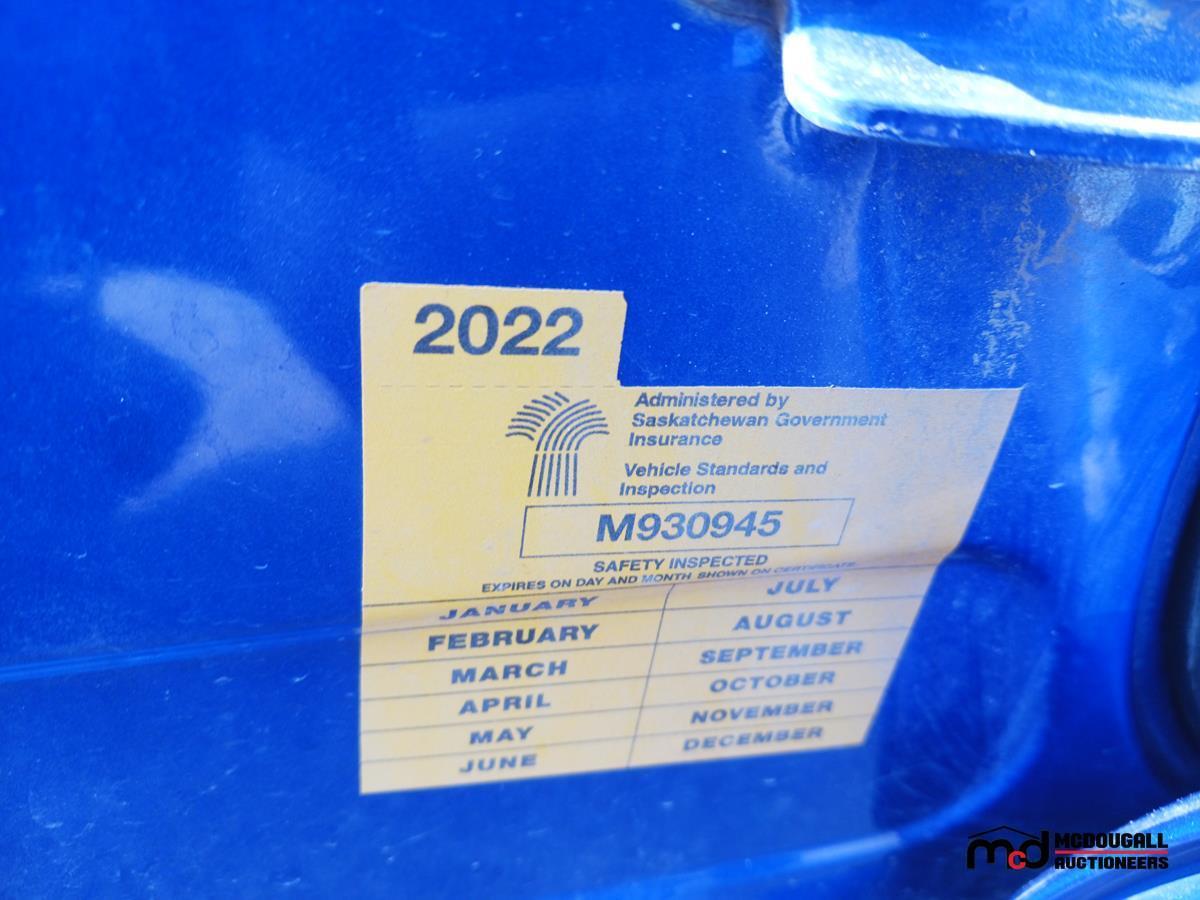 2022
Administered by
Saskatchewan Government
Insurance
Vehicle Standards and
Inspection
M930945
SAFETY INSPECTED
EXPIRES ON DAY AND MONTH SHOWN ON CERTIFICATE
JANUARY
FEBRUARY
MARCH
APRIL
MAY
JUNE
JULY
AUGUST
SEPTEMBER
OCTOBER
NOVEMBER
DECEMBER
mcd MCDOUGALL
AUCTIONEERS